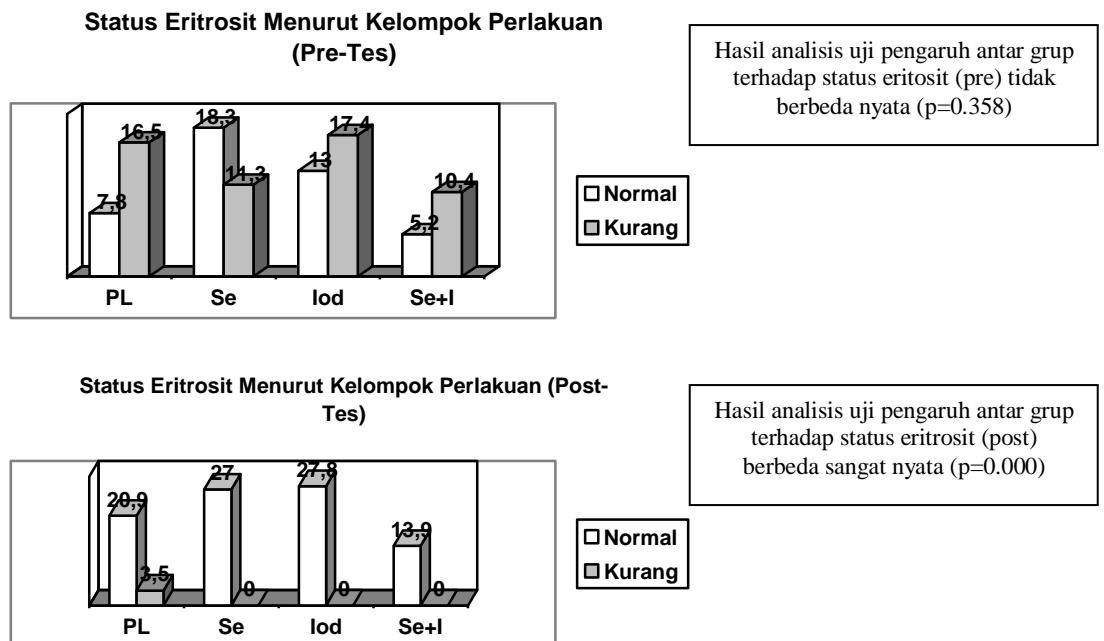 Status Eritrosit Menurut Kelompok Perlakuan
(Pre-Tes)
Hasil analisis uji pengaruh antar grup
terhadap status eritosit (pre) tidak
berbeda nyata (p=0.358)
7,8
16,5
18,3
11,3
13
17,4
5,2
10,4
PL
Se
Iod
Se+I
Normal
Kurang
Status Eritrosit Menurut Kelompok Perlakuan (Post-
Tes)
Hasil analisis uji pengaruh antar grup
terhadap status eritrosit (post)
berbeda sangat nyata (p=0.000)
20,9
3,5
27
0
27,8
0
13,9
0
PL
Se
Iod
Se+I
Normal
Kurang